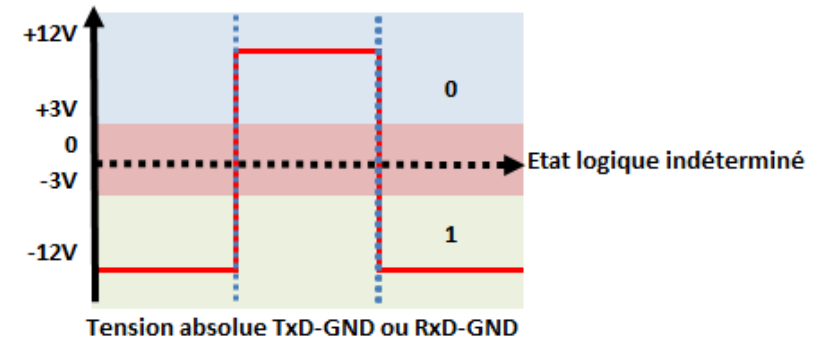 +12V
0
+3V
0
Etat logique indéterminé
-3V
1
-12V
Tension absolue TxD-GND ou RxD-GND